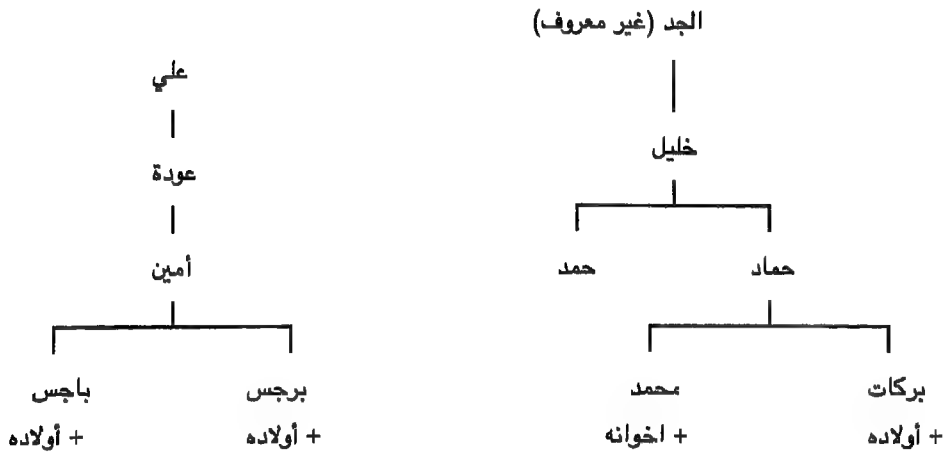 الجد (غير معروف)
خليل
حماد
حمد
بركات
+ أولاده
محمد
+ اخوانه
علي
عودة
أمين
برجس
+ أولاده
باجس
+ أولاده